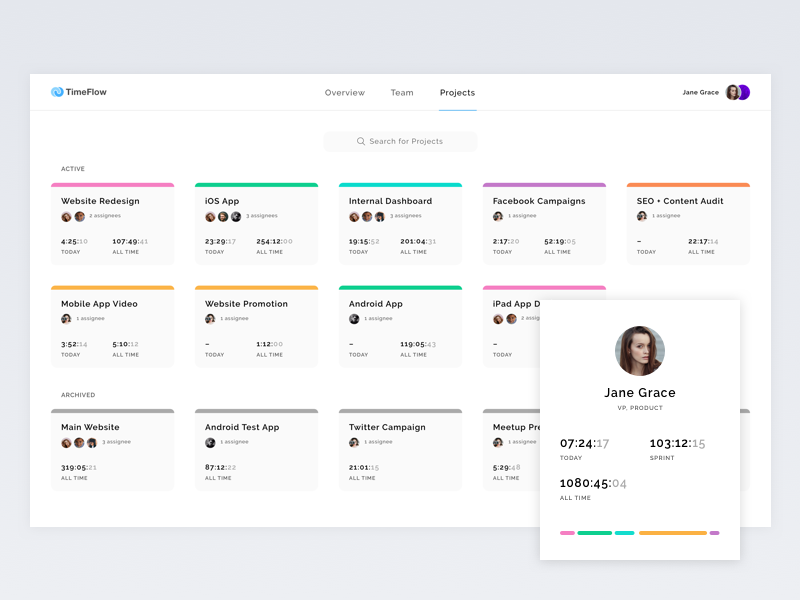 TimeFlow
Overview Team Projects
Jane Grace
Search for Projects
ACTIVE
Website Redesign
2 assignees
4:25:10 107:49:41
TODAY ALL TIME
iOS App
3 assignees
23:29:17 254:12:00
TODAY ALL TIME
Internal Dashboard
3 assignees
19:15:52 201:04:31
TODAY ALL TIME
Facebook Campaigns
1 assignee
2:17:20 52:19:05
TODAY ALL TIME
SEO + Content Audit
1 assignee
– 22:17:14
TODAY ALL TIME
Mobile App Video
1 assignee
3:52:14 5:10:12
TODAY ALL TIME
Website Promotion
1 assignee
– 1:12:00
TODAY ALL TIME
Android App
1 assignee
– 119:05:43
TODAY ALL TIME
iPad App D
2 assig
–
TODAY
ARCHIVED
Main Website
3 assignee
319:05:21
ALL TIME
Android Test App
1 assignee
87:12:22
ALL TIME
Twitter Campaign
1 assignee
21:01:15
ALL TIME
Meetup Pre
1 assignee
5:29:48
ALL TIME
Jane Grace
VP, PRODUCT
07:24:17 103:12:15
TODAY SPRINT
1080:45:04
ALL TIME